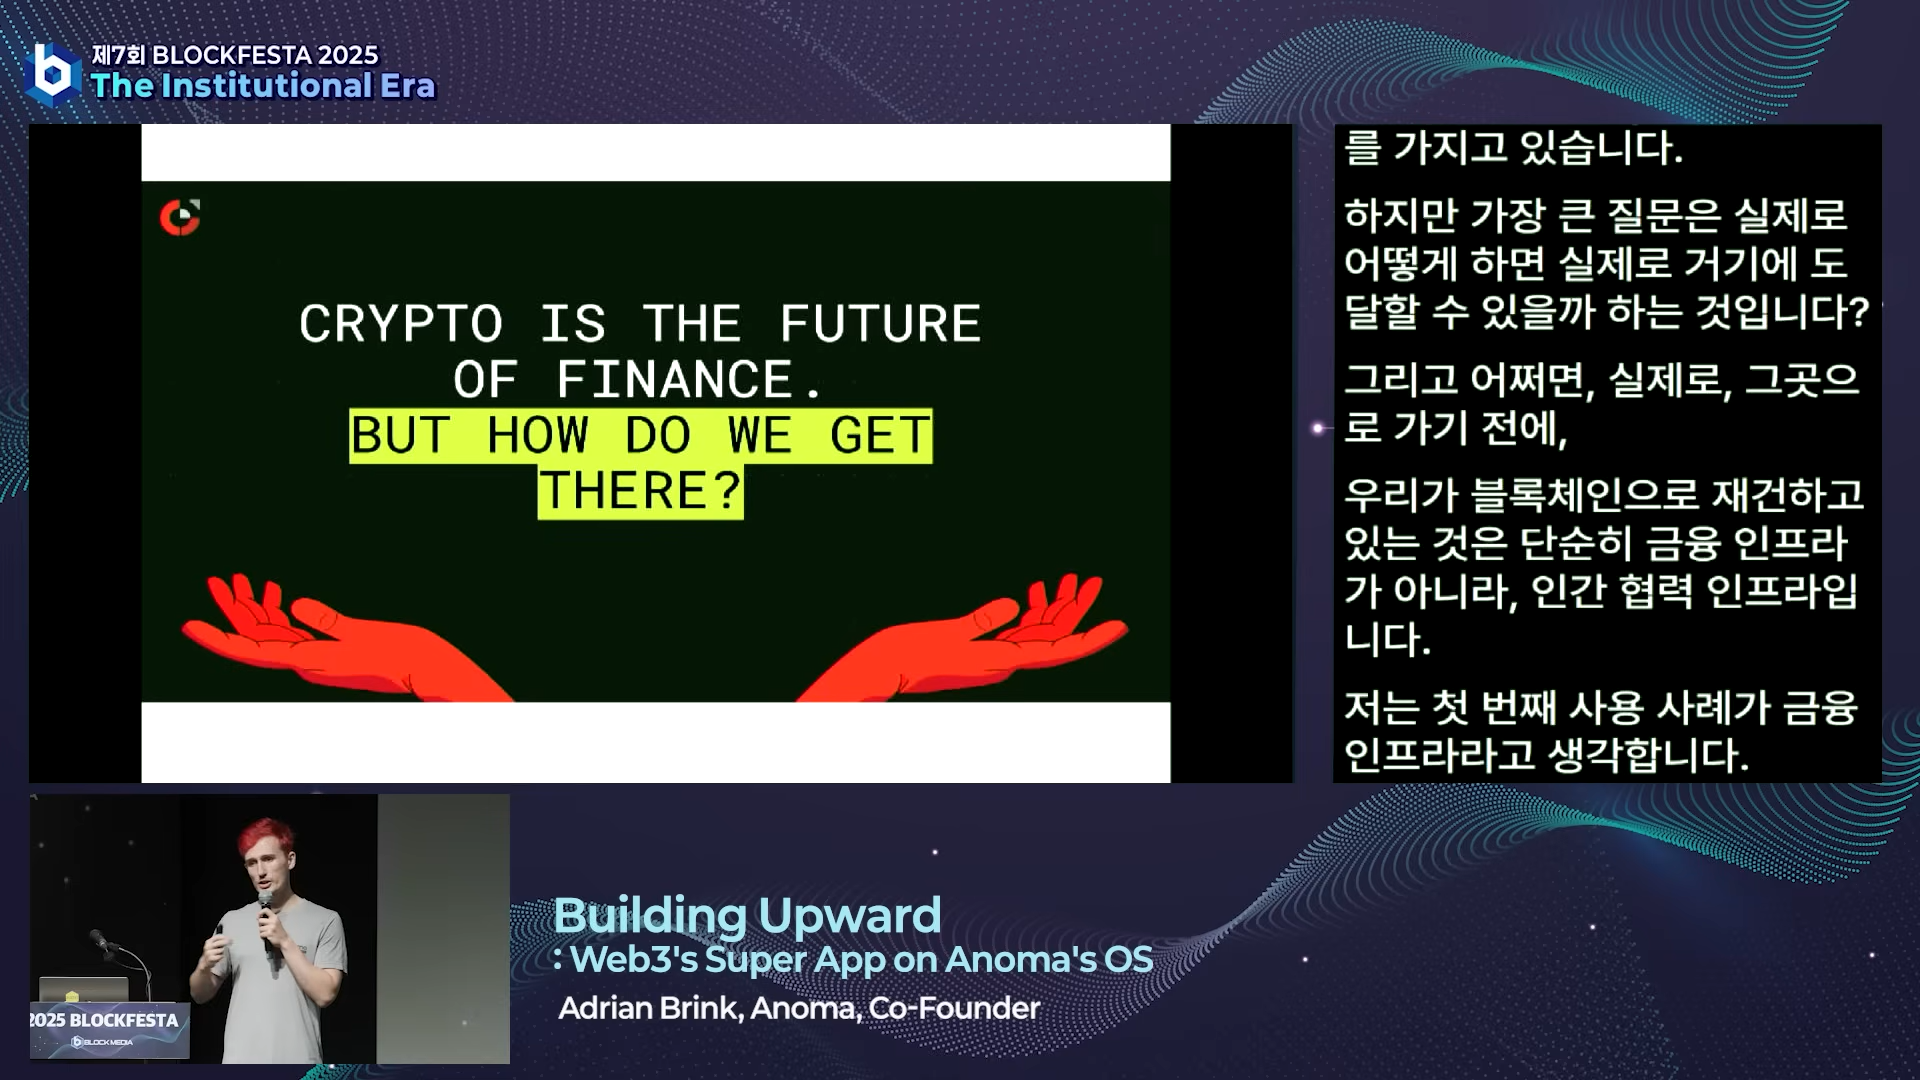 제7회 BLOCKFESTA 2025
The Institutional Era
CRYPTO IS THE FUTURE
OF FINANCE.
BUT HOW DO WE GET
THERE?
를 가지고 있습니다.
하지만 가장 큰 질문은 실제로
어떻게 하면 실제로 거기에 도
달할 수 있을까 하는 것입니다?
그리고 어쩌면, 실제로, 그곳으
로 가기 전에,
우리가 블록체인으로 재건하고
있는 것은 단순히 금융 인프라
가 아니라, 인간 협력 인프라입
니다.
저는 첫 번째 사용 사례가 금융
인프라라고 생각합니다.
2025 BLOCKFESTA
BLOCK MEDIA
Building Upward
: Web3's Super App on Anoma's OS
Adrian Brink, Anoma, Co-Founder